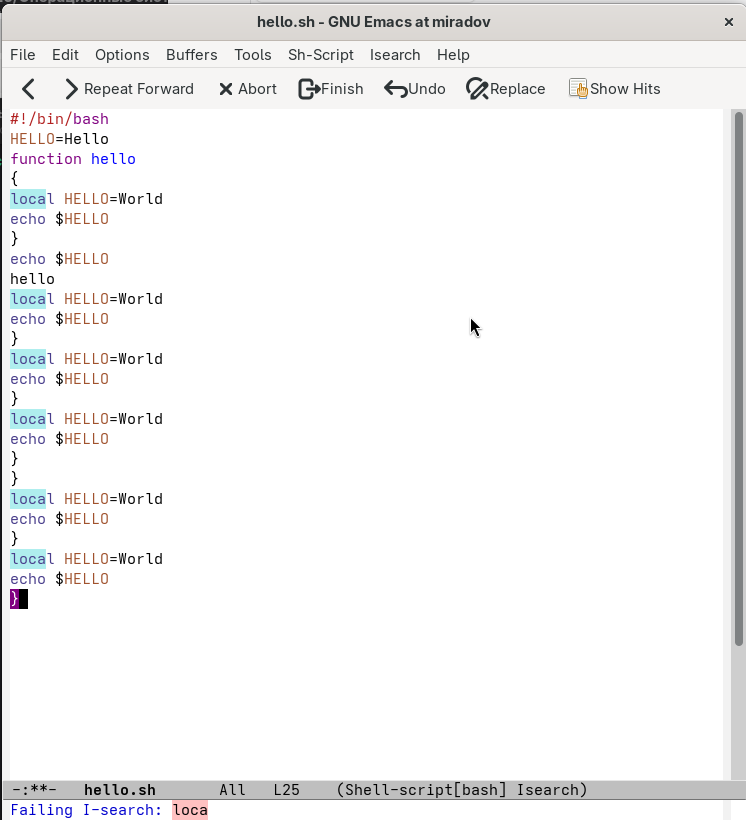 hello.sh - GNU Emacs at miradov
File Edit Options Buffers Tools Sh-Script Isearch Help
Repeat Forward Abort Finish Undo Replace Show Hits
#!/bin/bash
HELLO=Hello
function hello
{
local HELLO=World
echo $HELLO
}
echo $HELLO
hello
local HELLO=World
echo $HELLO
}
local HELLO=World
echo $HELLO
}
local HELLO=World
echo $HELLO
}
}
local HELLO=World
echo $HELLO
}
local HELLO=World
echo $HELLO
}
-:**- hello.sh All L25 (Shell-script[bash] Isearch)
Failing I-search: loca